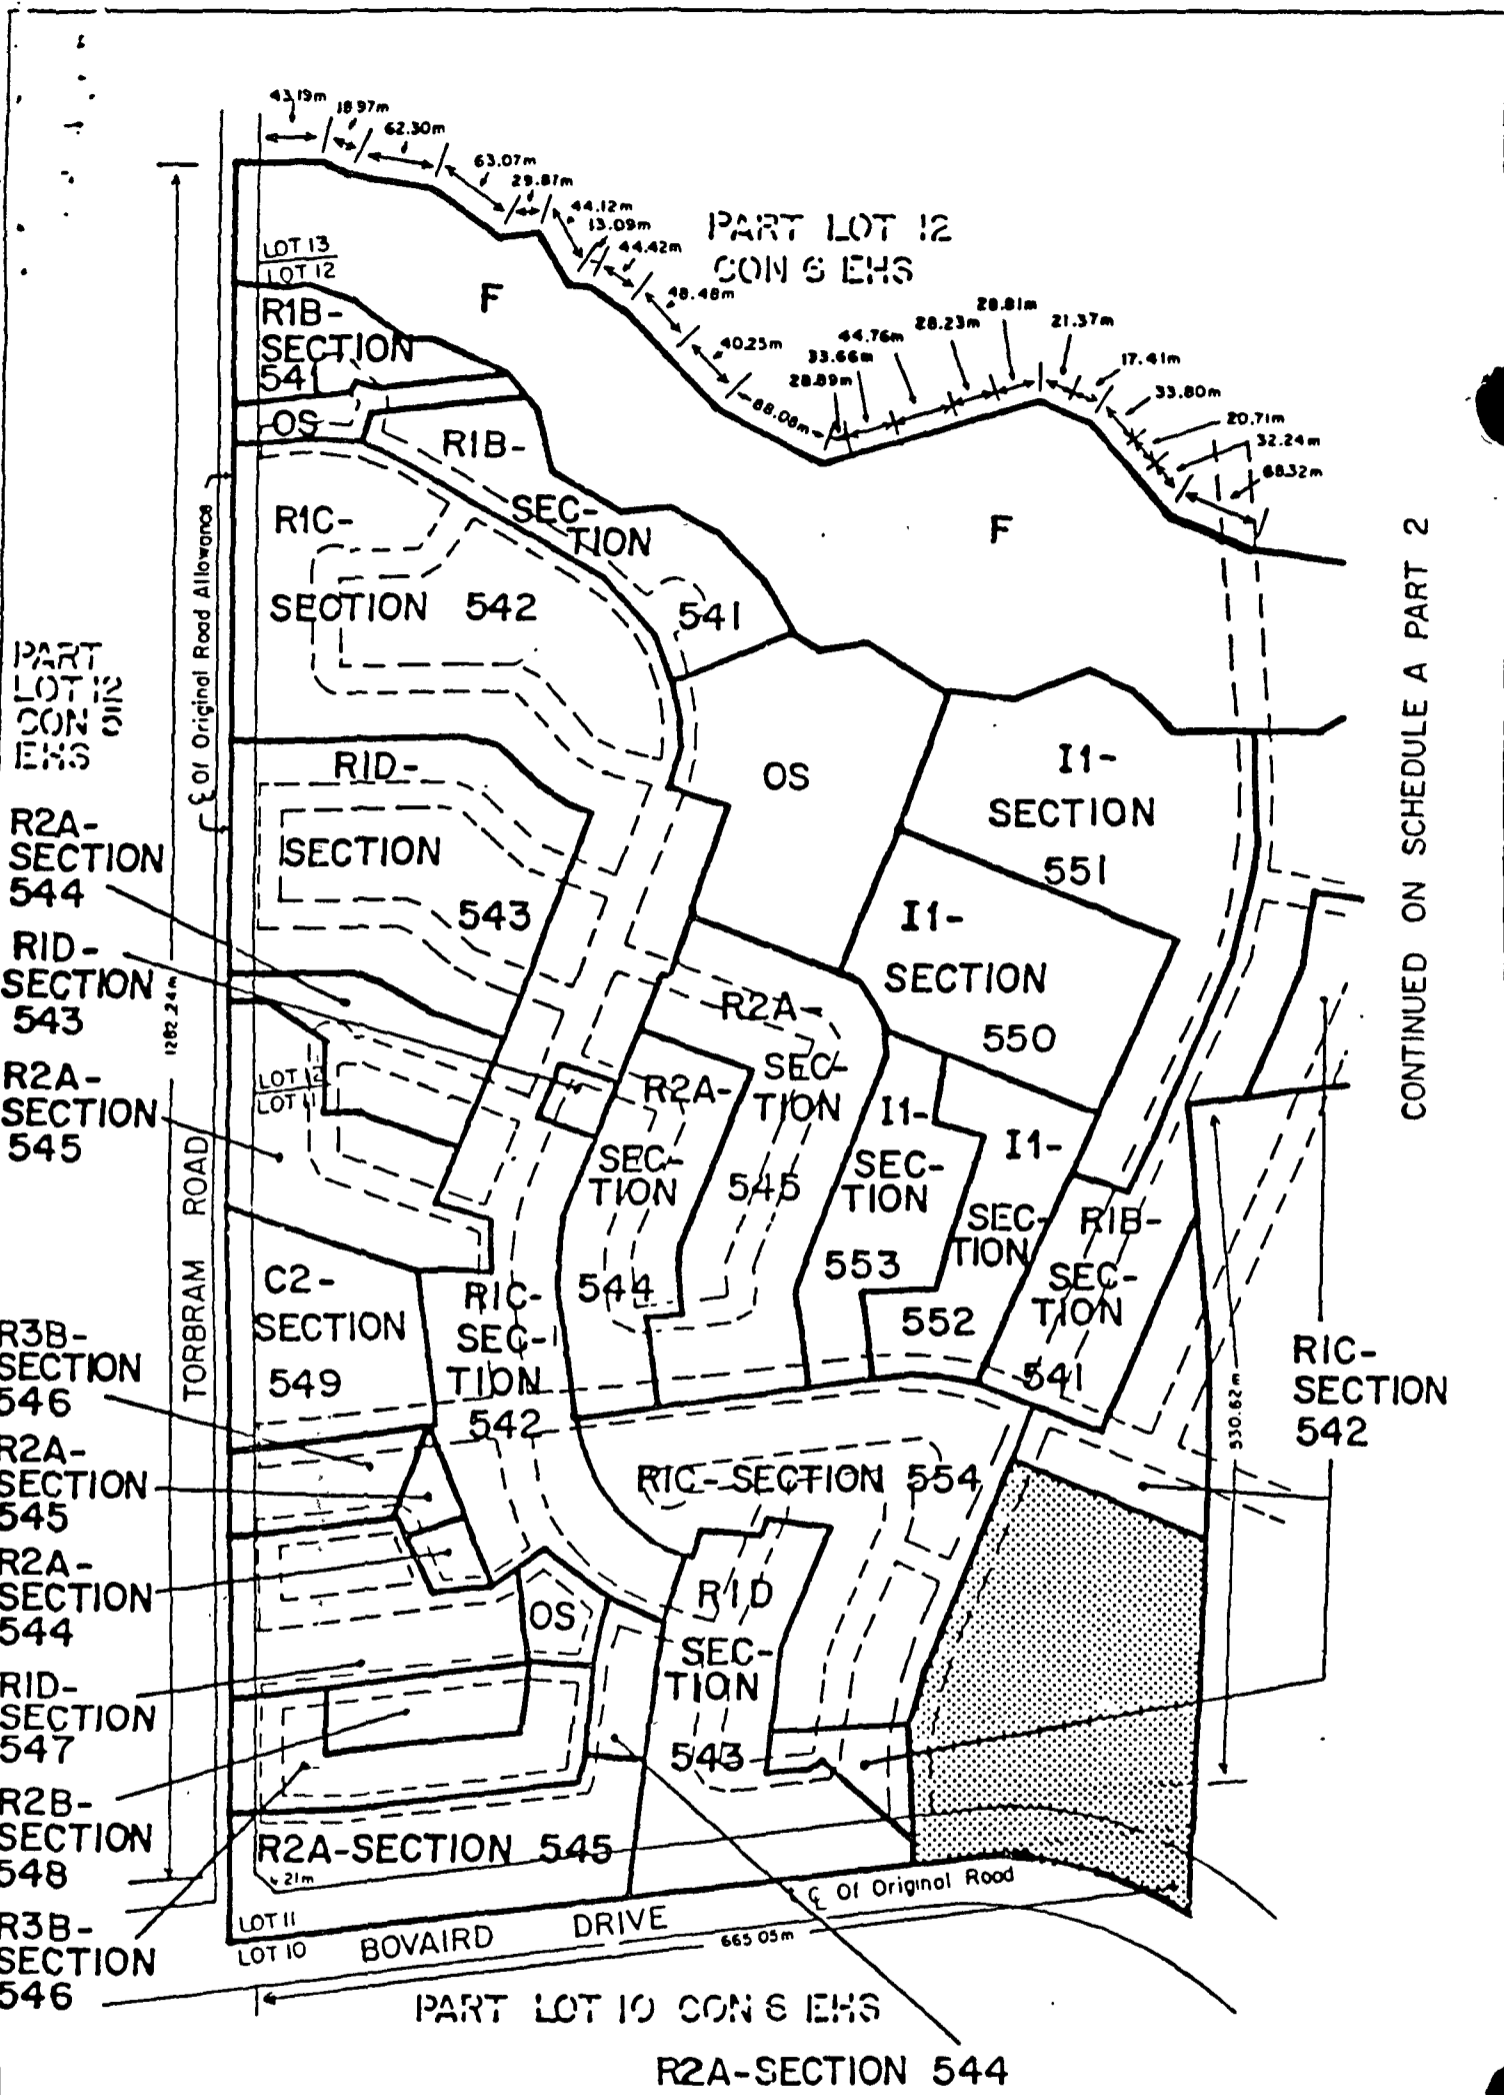 43.19m
18.97m
62.30m
63.07m
29.87m
44.12m
13.09m
44.42m
48.48m
40.25m
88.08m
28.89m
33.66m
44.76m
28.23m
28.81m
21.37m
17.41m
33.80m
20.71m
32.24m
68.32m
PART LOT 12
CON 6 EHS
LOT 13
LOT 12
F
R1B-
SECTION
541
OS
R1B-
SEC-
TION
541
F
R1C-
SECTION 542
℄ Of Original Road Allowance
PART
LOT 12
CON 5
EHS
CONTINUED ON SCHEDULE A PART 2
R1D-
SECTION
543
OS
I1-
SECTION
551
I1-
SECTION
550
R2A-
SECTION
544
R1D-
SECTION
543
R2A-
SECTION
545
1282.24m
LOT 12
LOT 11
R2A-
SEC-
TION
545
R2A-
SEC-
TION
544
I1-
SEC-
TION
553
I1-
SEC-
TION
552
R1B-
SEC-
TION
541
TORBRAM ROAD
C2-
SECTION
549
R1C-
SEC-
TION
542
R1C-
SECTION
542
530.62m
R3B-
SECTION
546
R2A-
SECTION
545
R2A-
SECTION
544
R1D-
SECTION
547
R2B-
SECTION
548
R3B-
SECTION
546
R1C-SECTION 554
OS
R1D
SEC-
TION
543
R2A-SECTION 545
21m
LOT 11
LOT 10
BOVAIRD DRIVE
℄ Of Original Road
665.05m
PART LOT 10 CON 6 EHS
R2A-SECTION 544